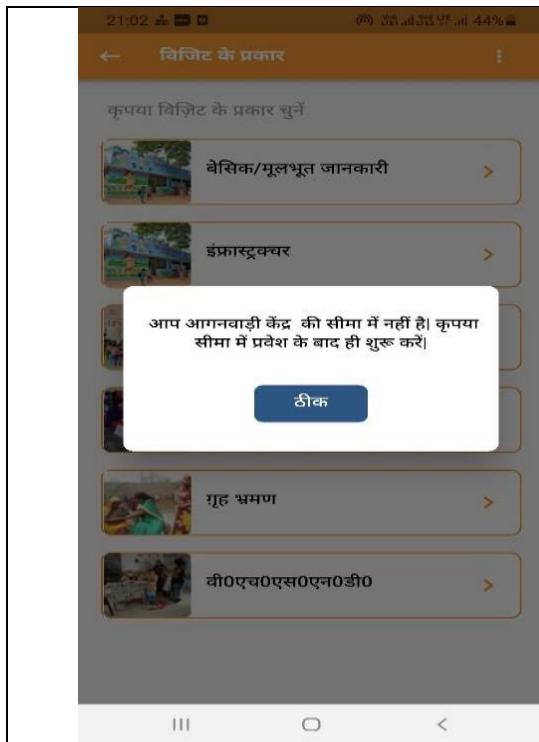 21:02
44%
विजिट के प्रकार
कृपया विज़िट के प्रकार चुनें
बेसिक/मूलभूत जानकारी
इंफ्रास्ट्रक्चर
आप आगनवाड़ी केंद्र की सीमा में नहीं है| कृपया
सीमा में प्रवेश के बाद ही शुरू करें|
ठीक
गृह भ्रमण
वी0एच0एस0एन0डी0